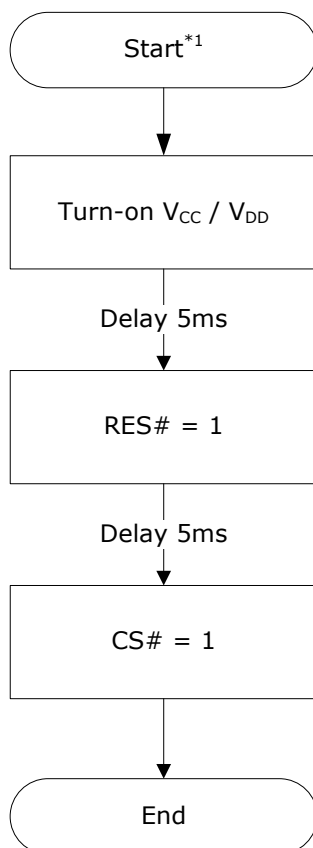 Start*1
Turn-on VCC / VDD
Delay 5ms
RES# = 1
Delay 5ms
CS# = 1
End